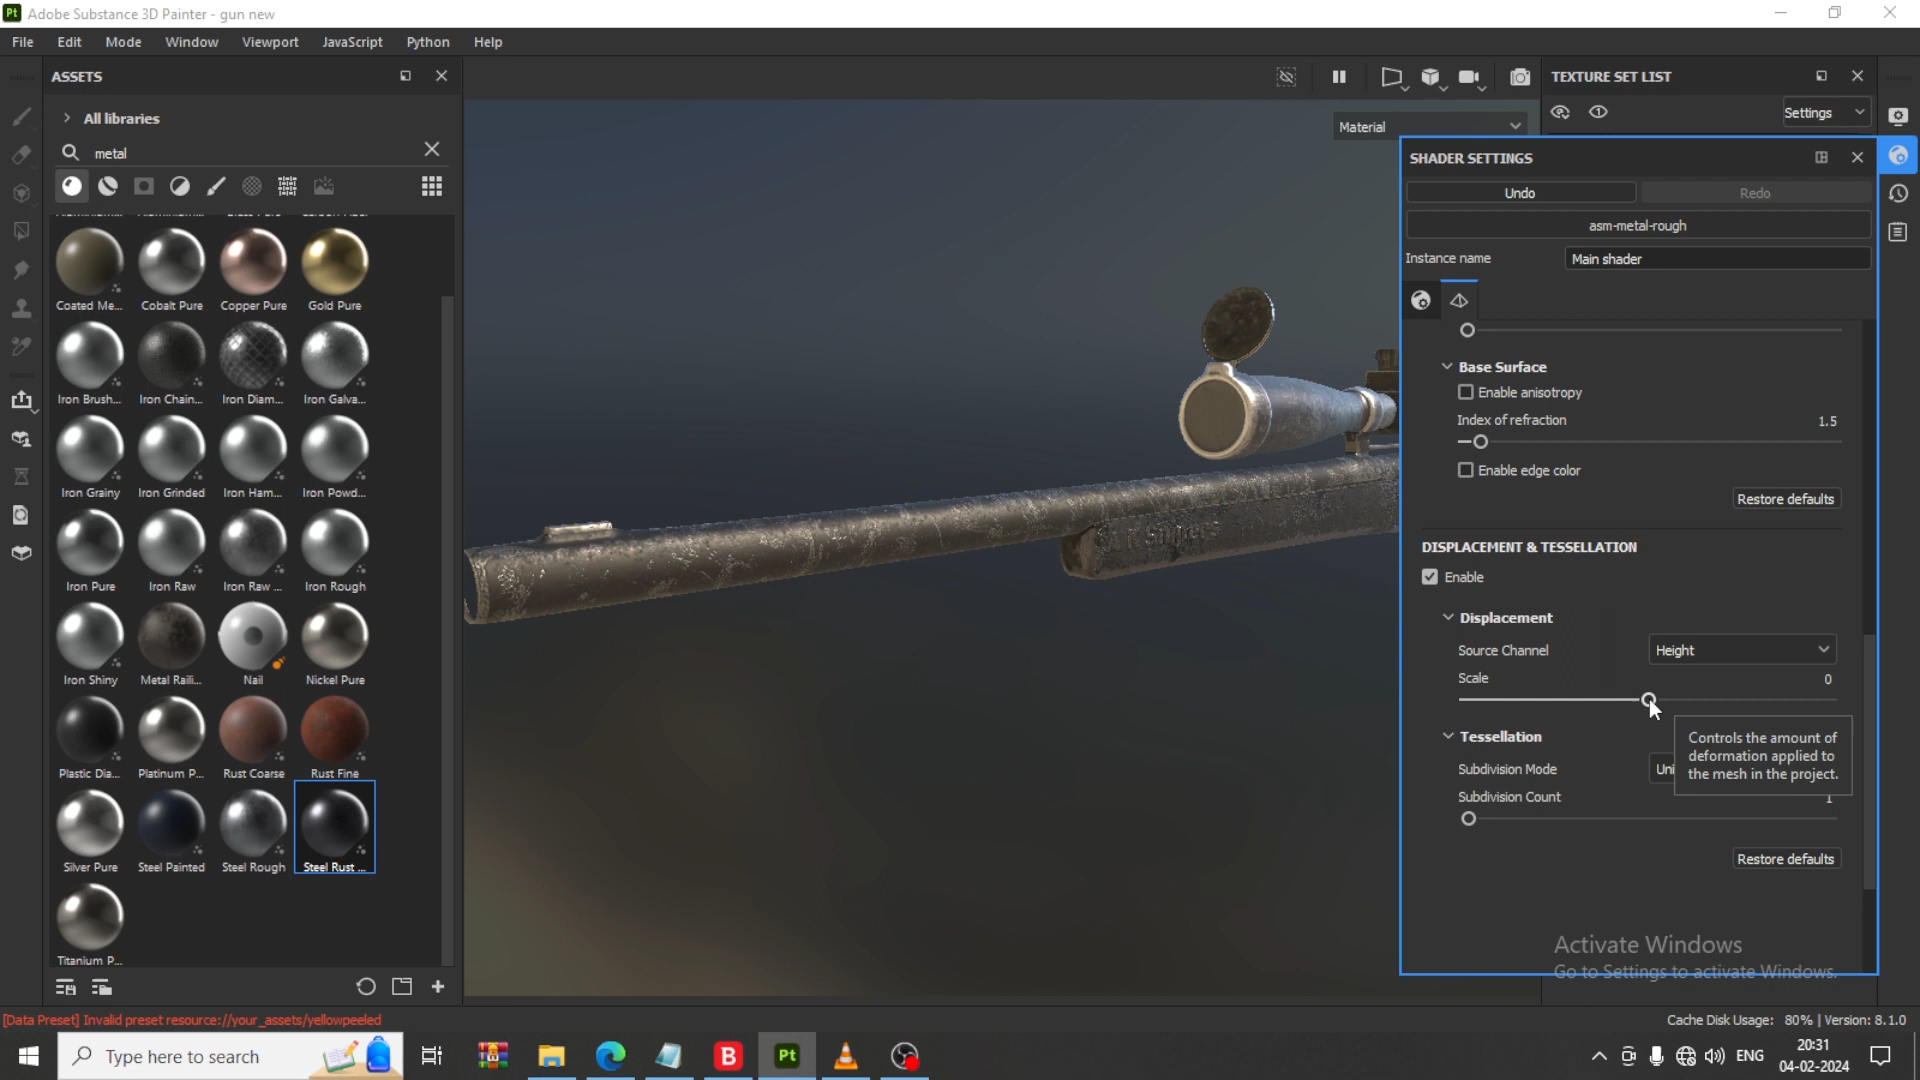 Pt Adobe Substance 3D Painter - gun new
File Edit Mode Window Viewport JavaScript Python Help
ASSETS
All libraries
metal
Coated Me... Cobalt Pure Copper Pure Gold Pure
Iron Brush... Iron Chain... Iron Diam... Iron Galva...
Iron Grainy Iron Grinded Iron Ham... Iron Powd...
Iron Pure Iron Raw Iron Raw ... Iron Rough
Iron Shiny Metal Raili... Nail Nickel Pure
Plastic Dia... Platinum P... Rust Coarse Rust Fine
Silver Pure Steel Painted Steel Rough Steel Rust ...
Titanium P...
Material
TEXTURE SET LIST
Settings
SHADER SETTINGS
Undo Redo
asm-metal-rough
Instance name Main shader
Base Surface
Enable anisotropy
Index of refraction 1.5
Enable edge color
Restore defaults
DISPLACEMENT & TESSELLATION
Enable
Displacement
Source Channel Height
Scale 0
Tessellation
Controls the amount of
deformation applied to
the mesh in the project.
Subdivision Mode Uni
Subdivision Count 1
Restore defaults
Activate Windows
Go to Settings to activate Windows.
[Data Preset] Invalid preset resource://your_assets/yellowpeeled
Cache Disk Usage: 80% | Version: 8.1.0
Type here to search
B
Pt
ENG
20:31
04-02-2024